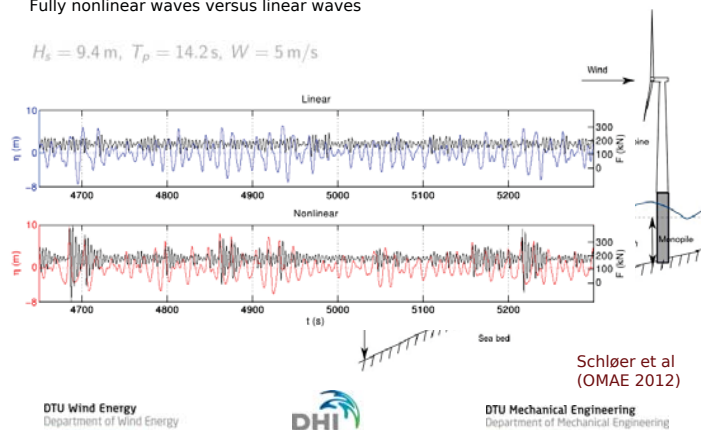 Fully nonlinear waves versus linear waves
H_s = 9.4 m, T_p = 14.2 s, W = 5 m/s
Wind
Linear
10
0
-8
η (m)
300
200
100
0
F (kN)
4700 4800 4900 5000 5100 5200
Nonlinear
10
0
-8
η (m)
300
200
100
0
F (kN)
4700 4800 4900 5000 5100 5200
t (s)
Monopile
Sea bed
Schløer et al
(OMAE 2012)
DTU Wind Energy
Department of Wind Energy
DHI
DTU Mechanical Engineering
Department of Mechanical Engineering